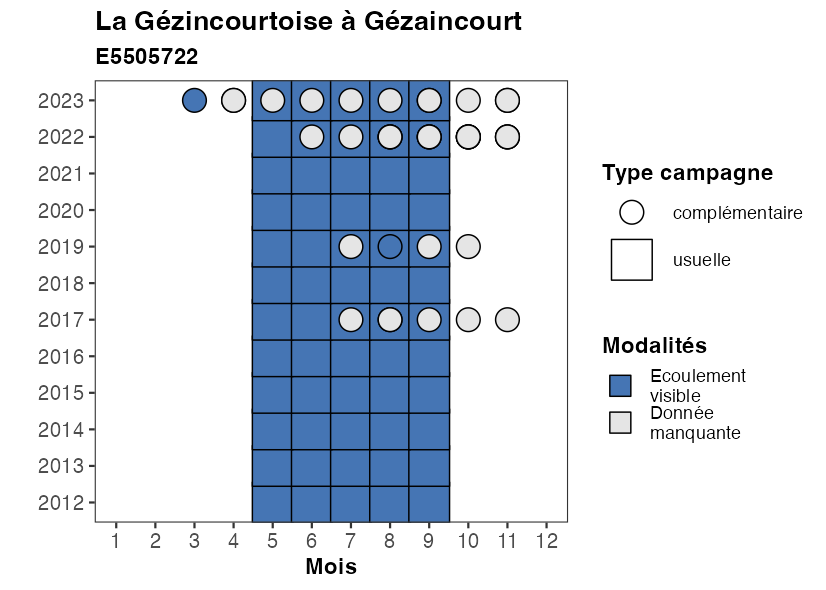 La Gézincourtoise à Gézaincourt
E5505722
2023
2022
2021
2020
2019
2018
2017
2016
2015
2014
2013
2012
1 2 3 4 5 6 7 8 9 10 11 12
Mois
Type campagne
complémentaire
usuelle
Modalités
Ecoulement
visible
Donnée
manquante